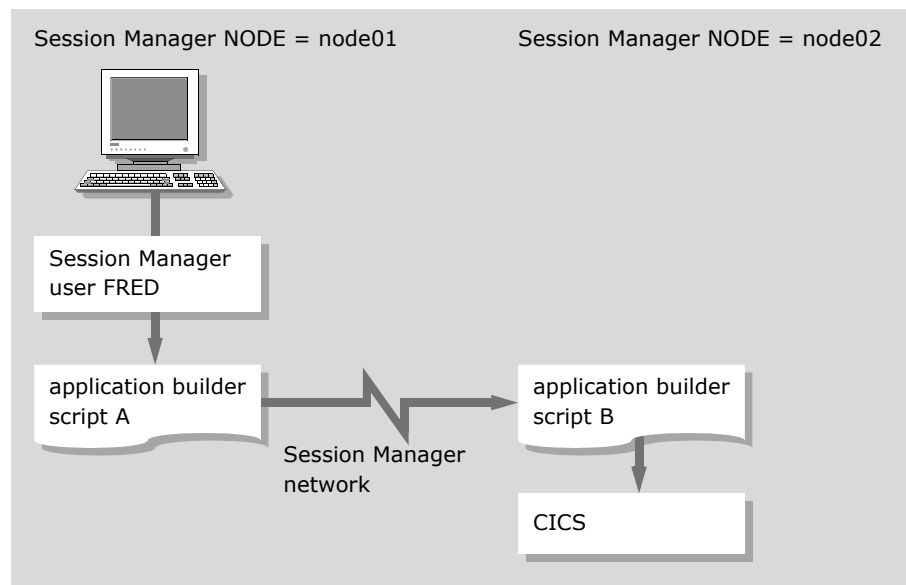 Session Manager NODE = node01
Session Manager NODE = node02
Session Manager
user FRED
application builder
script A
Session Manager
network
application builder
script B
CICS